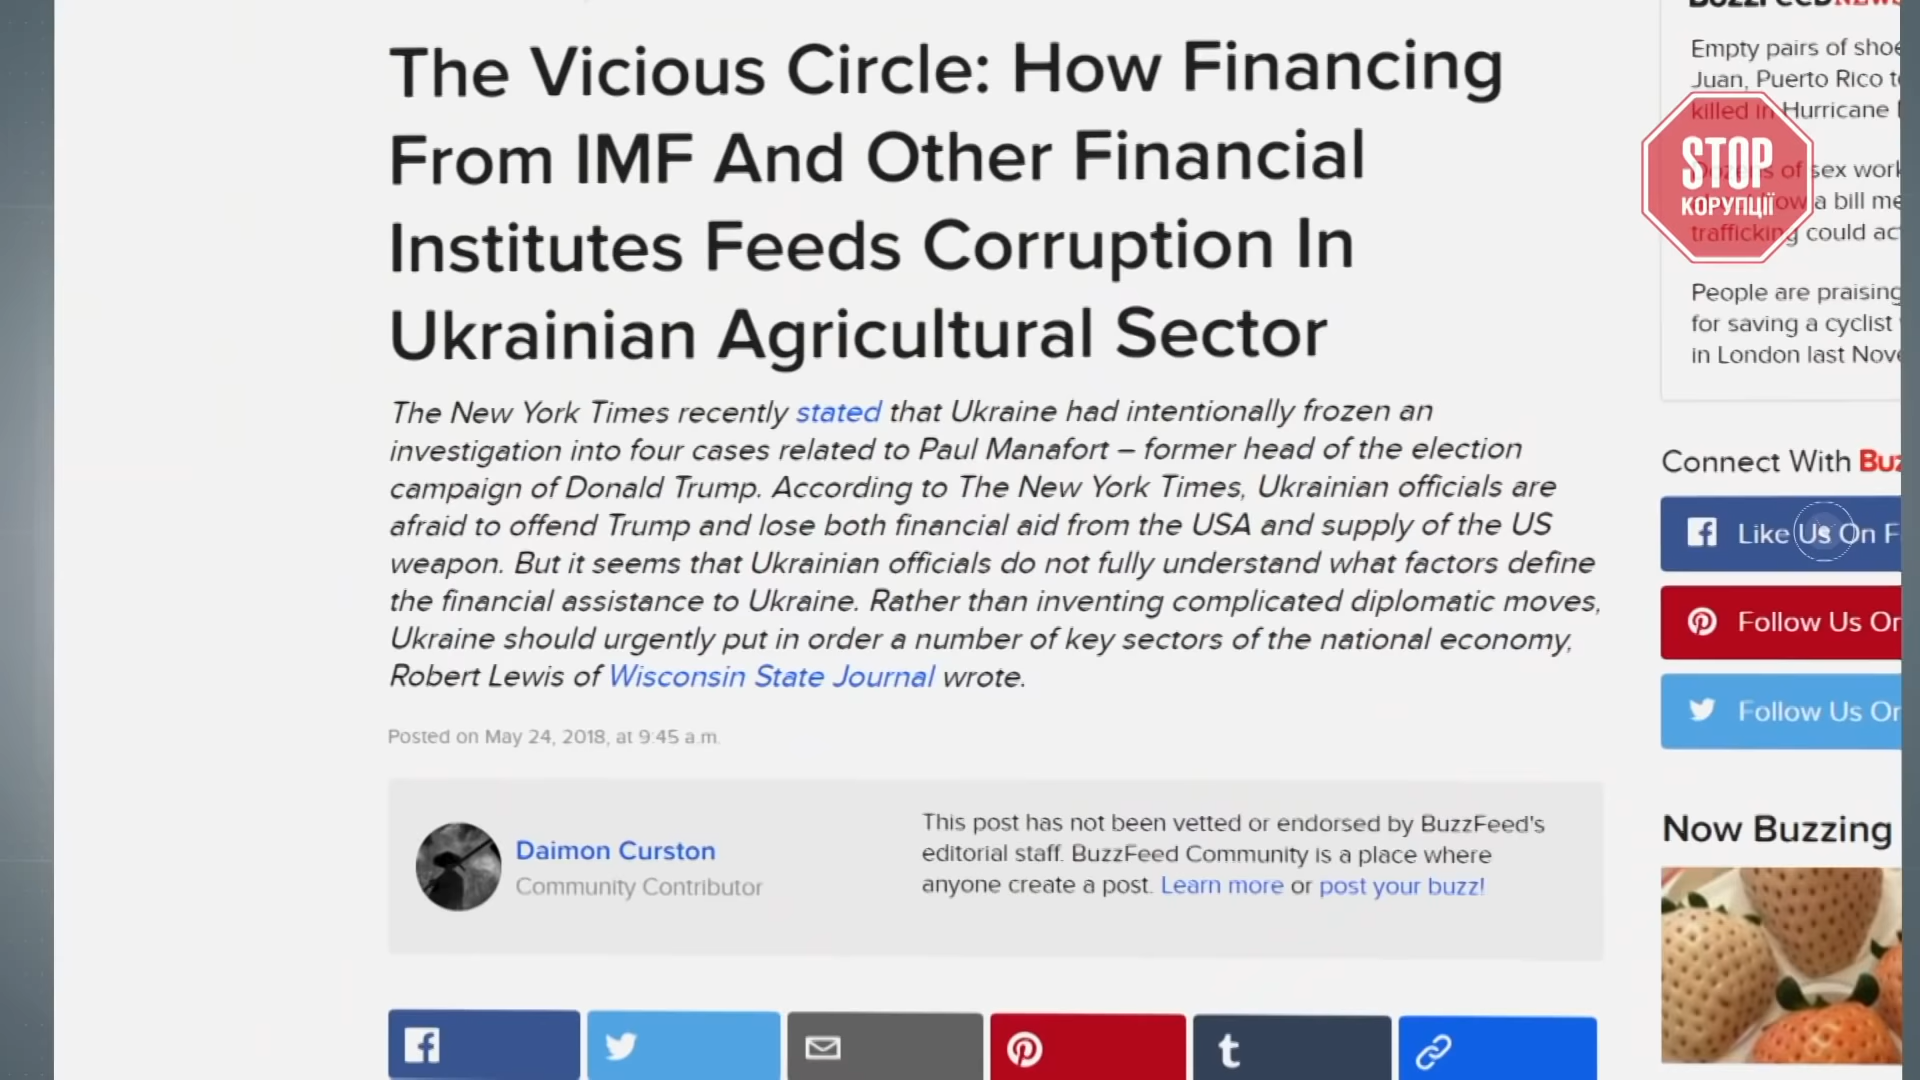 The Vicious Circle: How Financing
From IMF And Other Financial
Institutes Feeds Corruption In
Ukrainian Agricultural Sector
The New York Times recently stated that Ukraine had intentionally frozen an
investigation into four cases related to Paul Manafort – former head of the election
campaign of Donald Trump. According to The New York Times, Ukrainian officials are
afraid to offend Trump and lose both financial aid from the USA and supply of the US
weapon. But it seems that Ukrainian officials do not fully understand what factors define
the financial assistance to Ukraine. Rather than inventing complicated diplomatic moves,
Ukraine should urgently put in order a number of key sectors of the national economy,
Robert Lewis of Wisconsin State Journal wrote.
Posted on May 24, 2018, at 9:45 a.m.
Daimon Curston
Community Contributor
This post has not been vetted or endorsed by BuzzFeed's
editorial staff. BuzzFeed Community is a place where
anyone create a post. Learn more or post your buzz!
BuzzFeed NEWS
Empty pairs of shoe
Juan, Puerto Rico t
killed in Hurricane
Dozens of sex work
a bill me
trafficking could ac
People are praising
for saving a cyclist
in London last Nov
STOP
КОРУПЦІЇ
Connect With Buz
Like Us On F
Follow Us On
Follow Us On
Now Buzzing